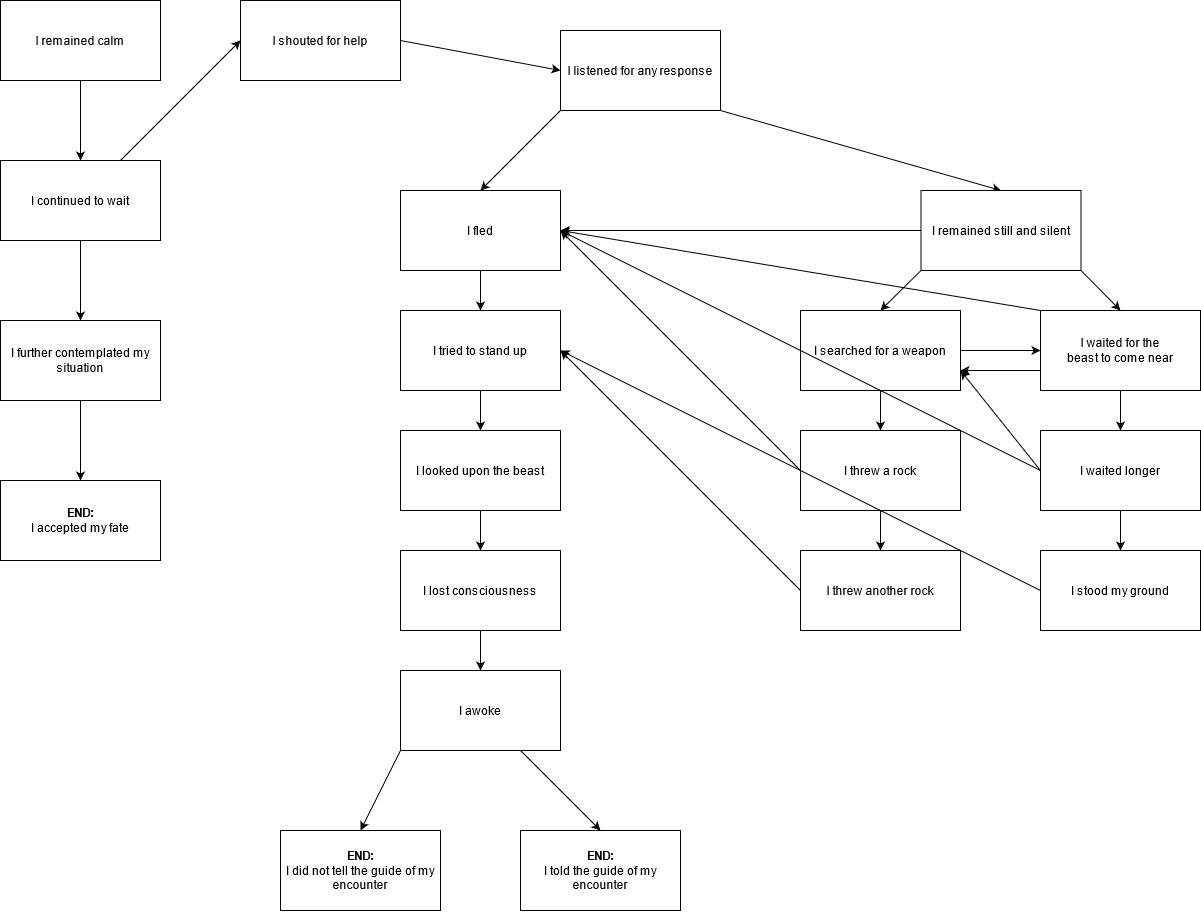 I remained calm
I shouted for help
I listened for any response
I continued to wait
I fled
I remained still and silent
I further contemplated my
situation
I tried to stand up
I searched for a weapon
I waited for the
beast to come near
I looked upon the beast
I threw a rock
I waited longer
END:
I accepted my fate
I lost consciousness
I threw another rock
I stood my ground
I awoke
END:
I did not tell the guide of my
encounter
END:
I told the guide of my
encounter